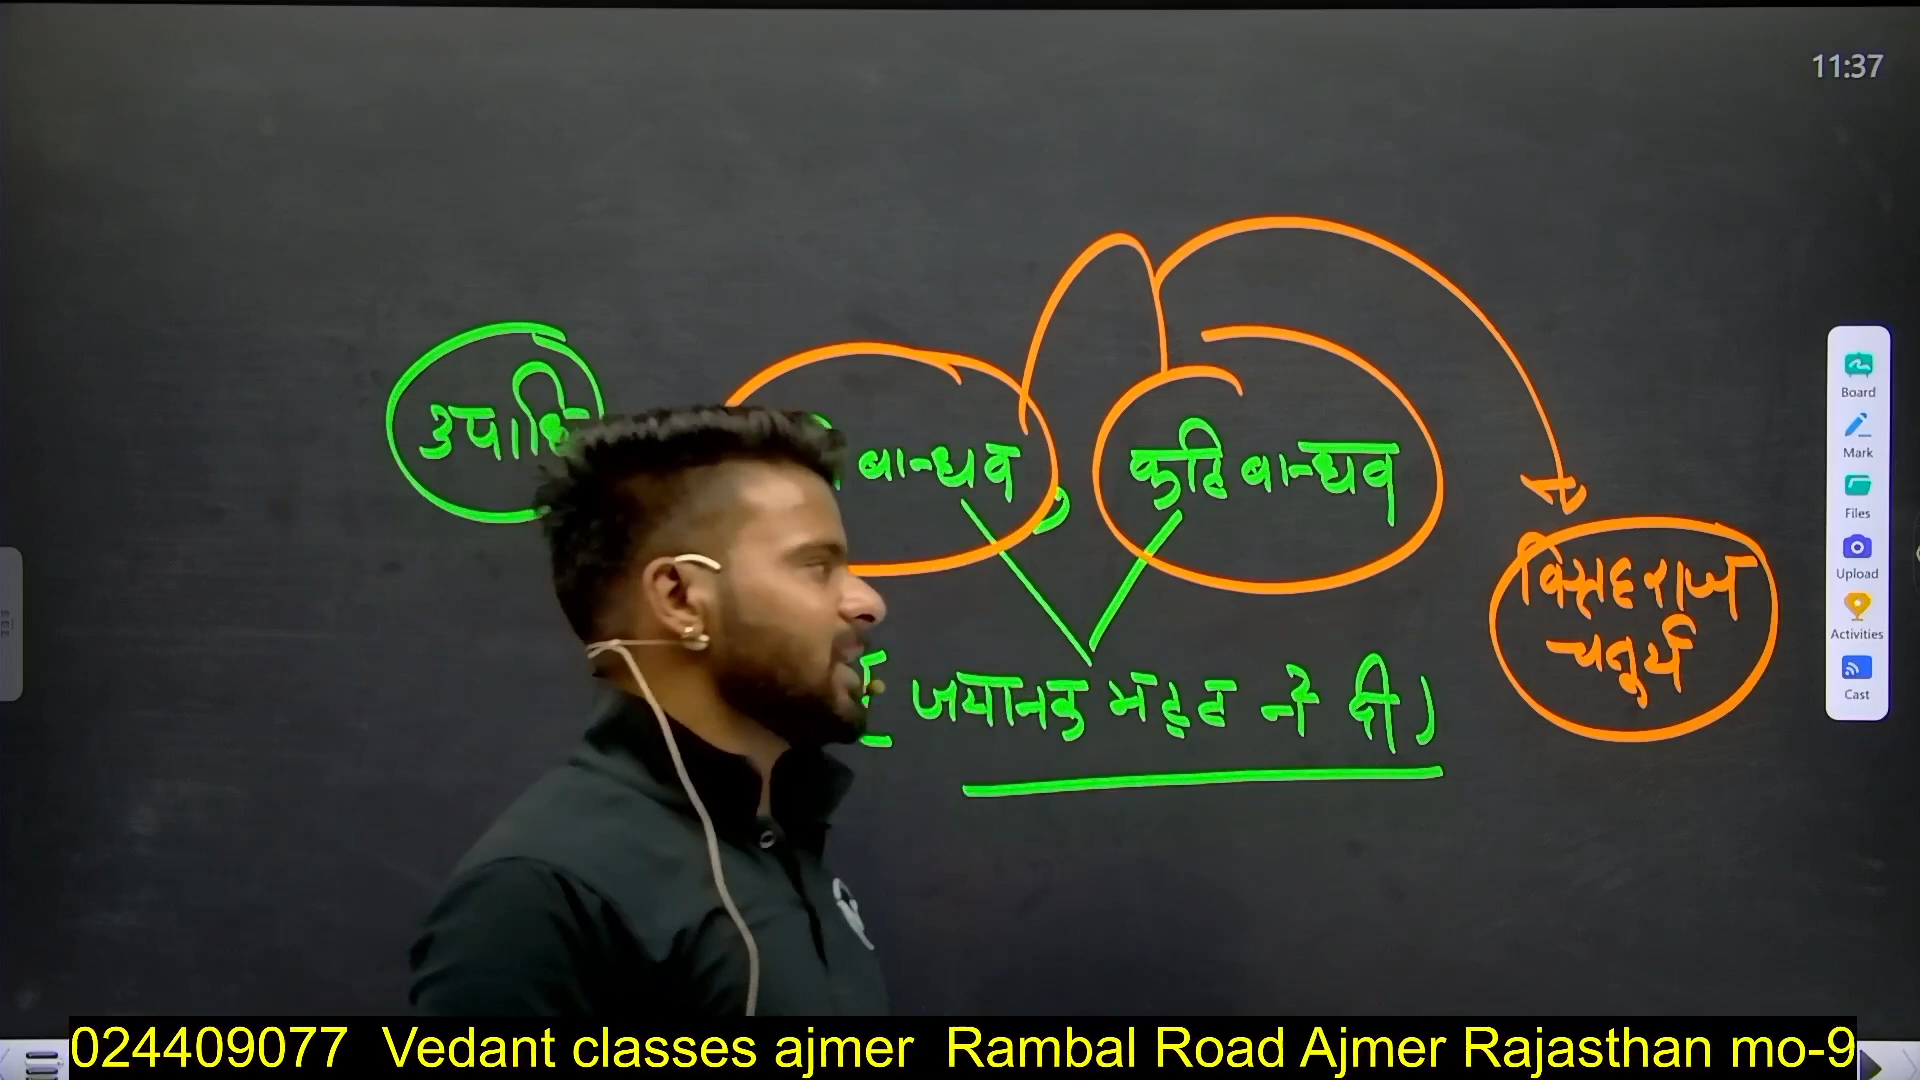 11:37
उपाधि
बान्धव, कटि बान्धव
विग्रहराज
चतुर्थ
[ जयानक भट्ट ने दी)
Board
Mark
Files
Upload
Activities
Cast
024409077 Vedant classes ajmer Rambal Road Ajmer Rajasthan mo-9